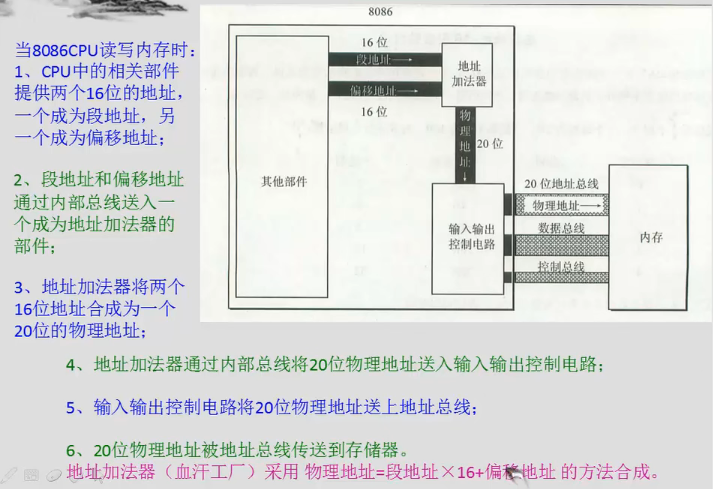 当8086CPU读写内存时：
1、CPU中的相关部件
提供两个16位的地址，
一个成为段地址，另
一个成为偏移地址；
2、段地址和偏移地址
通过内部总线送入一
个成为地址加法器的
部件；
3、地址加法器将两个
16位地址合成为一个
20位的物理地址；
8086
16 位
段地址
偏移地址
16 位
地址
加法器
物理地址
20 位
其他部件
输入输出
控制电路
20 位地址总线
物理地址
数据总线
控制总线
内存
4、地址加法器通过内部总线将20位物理地址送入输入输出控制电路；
5、输入输出控制电路将20位物理地址送上地址总线；
6、20位物理地址被地址总线传送到存储器。
地址加法器（血汗工厂）采用 物理地址=段地址×16+偏移地址 的方法合成。